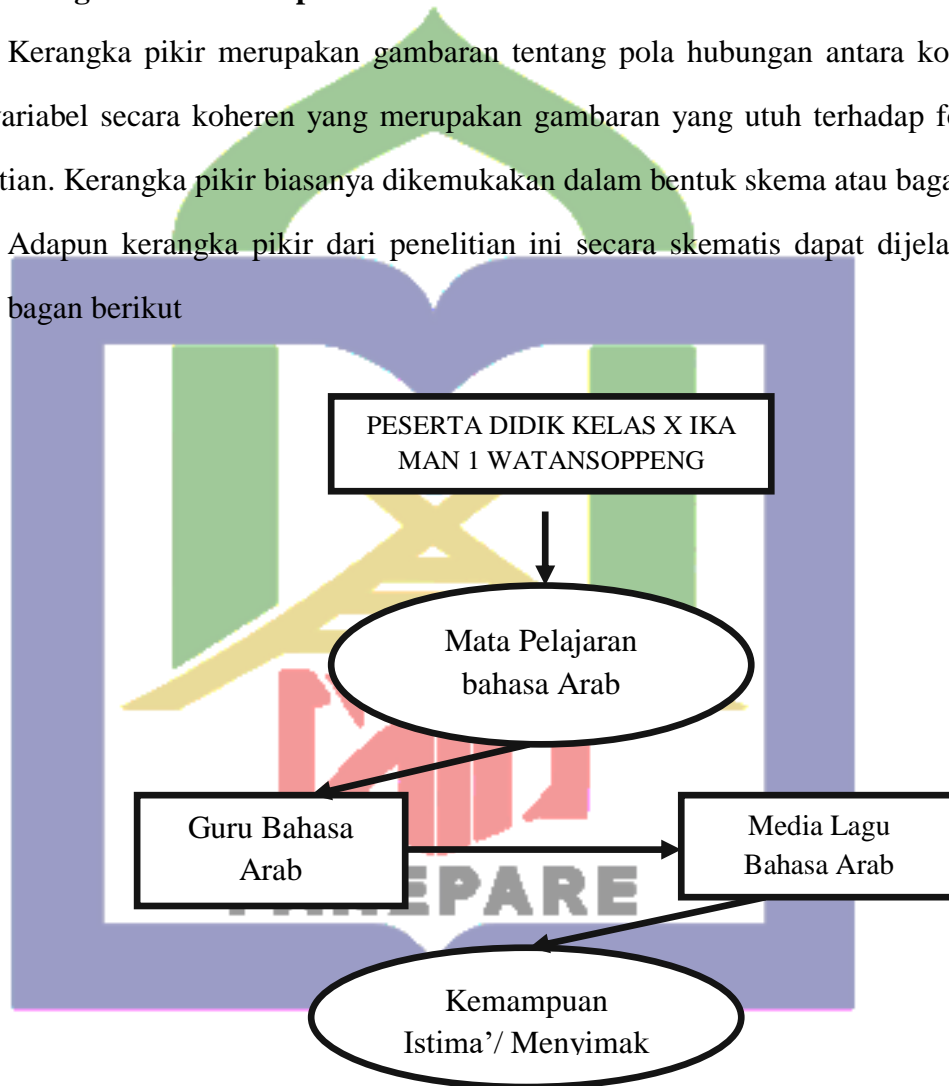 Kerangka pikir merupakan gambaran tentang pola hubungan antara ko
variabel secara koheren yang merupakan gambaran yang utuh terhadap f
tian. Kerangka pikir biasanya dikemukakan dalam bentuk skema atau baga
Adapun kerangka pikir dari penelitian ini secara skematis dapat dijela
bagan berikut
PESERTA DIDIK KELAS X IKA
MAN 1 WATANSOPPENG
Mata Pelajaran
bahasa Arab
Guru Bahasa
Arab
Media Lagu
Bahasa Arab
PAREPARE
Kemampuan
Istima’/ Menyimak